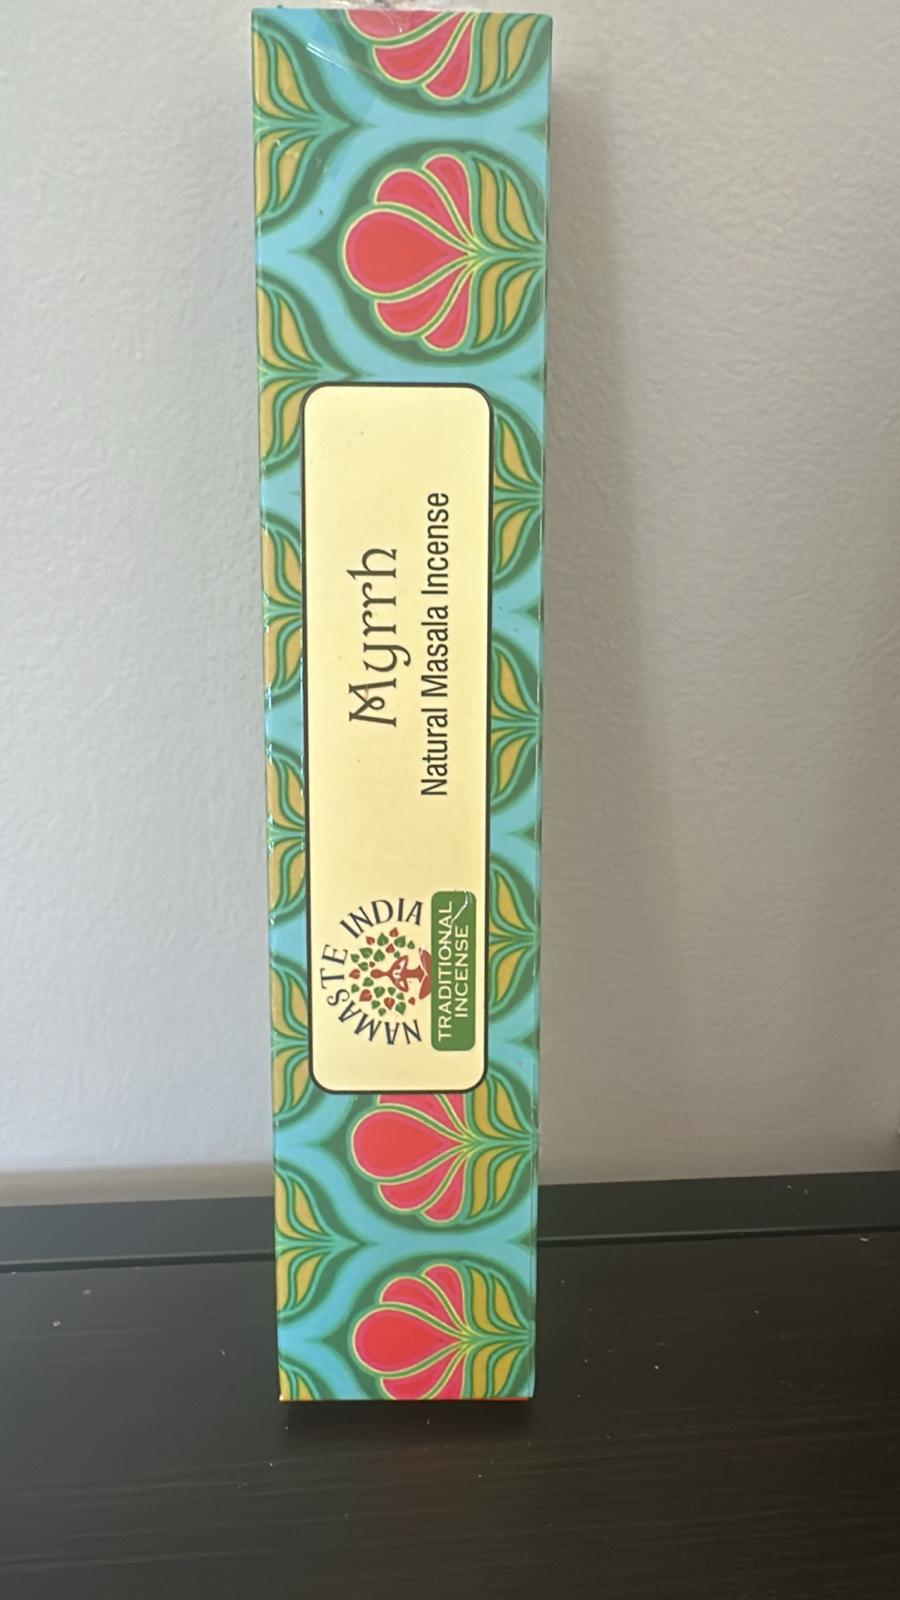 NAMASTE INDIA
TRADITIONAL
INCENSE
Myrrh
Natural Masala Incense